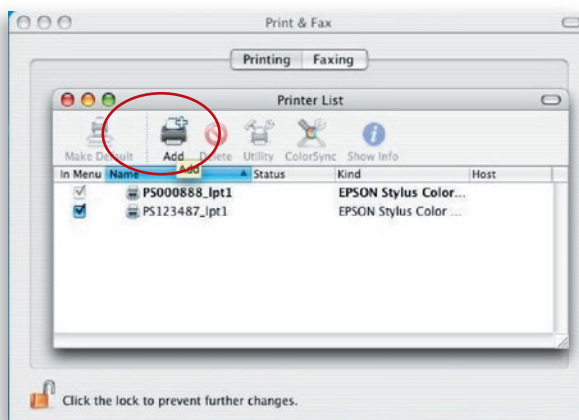 Print & Fax
Printing Faxing
Printer List
Make Default Add Delete Utility ColorSync Show Info
Add
In Menu Name Status Kind Host
PS000888_lpt1 EPSON Stylus Color...
PS123487_lpt1 EPSON Stylus Color ...
Click the lock to prevent further changes.